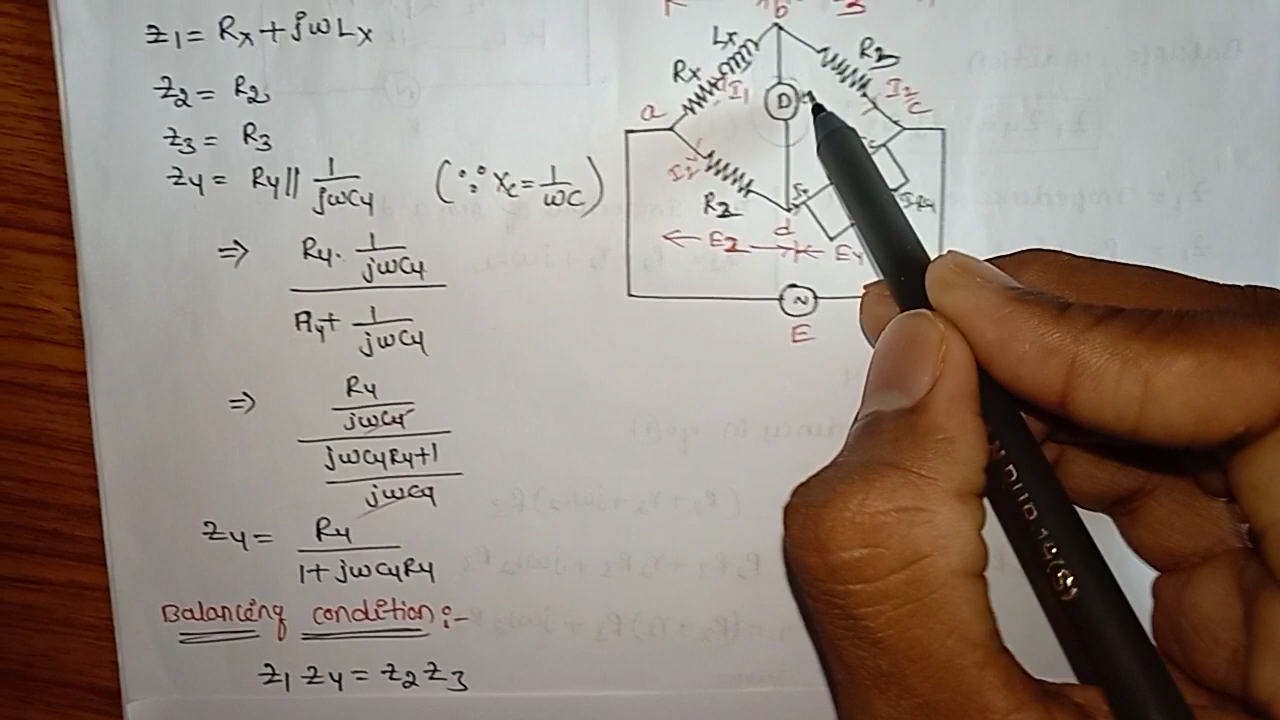 Z1 = Rx + jωLx
Z2 = R2
Z3 = R3
Z4 = R4 || 1/jωC4 (∵ Xc = 1/ωC)
⇒ R4 · 1/jωC4
R4 + 1/jωC4
⇒ R4
jωC4
jωC4R4+1
jωC4
Z4 = R4
1 + jωC4R4
Balancing condition :-
Z1 Z4 = Z2 Z3
b
Lx
R3
Rx
I1
D
a
c
I2
R2
d
R4
← E2 →
E4
~
E